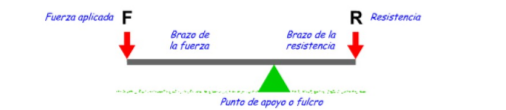 Fuerza aplicada F
R Resistencia
Brazo de
la fuerza
Brazo de la
resistencia
Punto de apoyo o fulcro